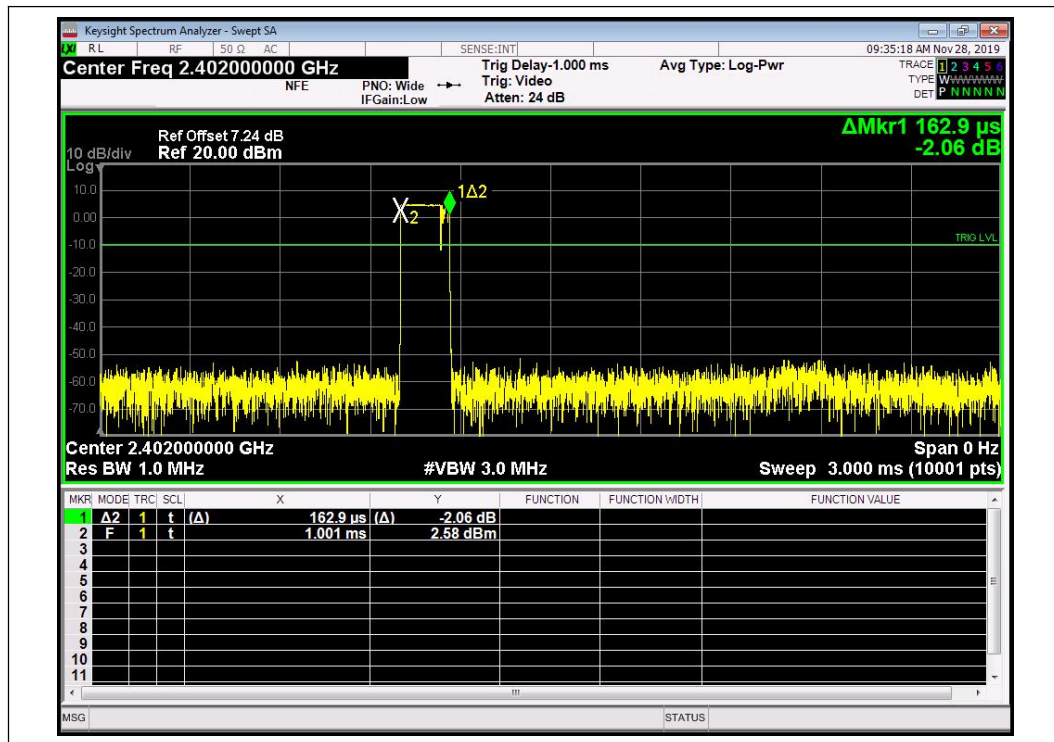 Keysight Spectrum Analyzer - Swept SA
LXI RL RF 50 Ω AC SENSE:INT 09:35:18 AM Nov 28, 2019
Center Freq 2.402000000 GHz
NFE
PNO: Wide
IFGain:Low
Trig Delay-1.000 ms
Trig: Video
Atten: 24 dB
Avg Type: Log-Pwr
TRACE 1 2 3 4 5 6
TYPE WWWWWWW
DET P N N N N N
ΔMkr1 162.9 µs
-2.06 dB
Ref Offset 7.24 dB
10 dB/div Ref 20.00 dBm
Log
10.0
0.00
-10.0
-20.0
-30.0
-40.0
-50.0
-60.0
-70.0
1Δ2
2
TRIG LVL
Center 2.402000000 GHz Span 0 Hz
Res BW 1.0 MHz #VBW 3.0 MHz Sweep 3.000 ms (10001 pts)
MKR MODE TRC SCL X Y FUNCTION FUNCTION WIDTH FUNCTION VALUE
1 Δ2 1 t (Δ) 162.9 µs (Δ) -2.06 dB
2 F 1 t 1.001 ms 2.58 dBm
3
4
5
6
7
8
9
10
11
MSG STATUS